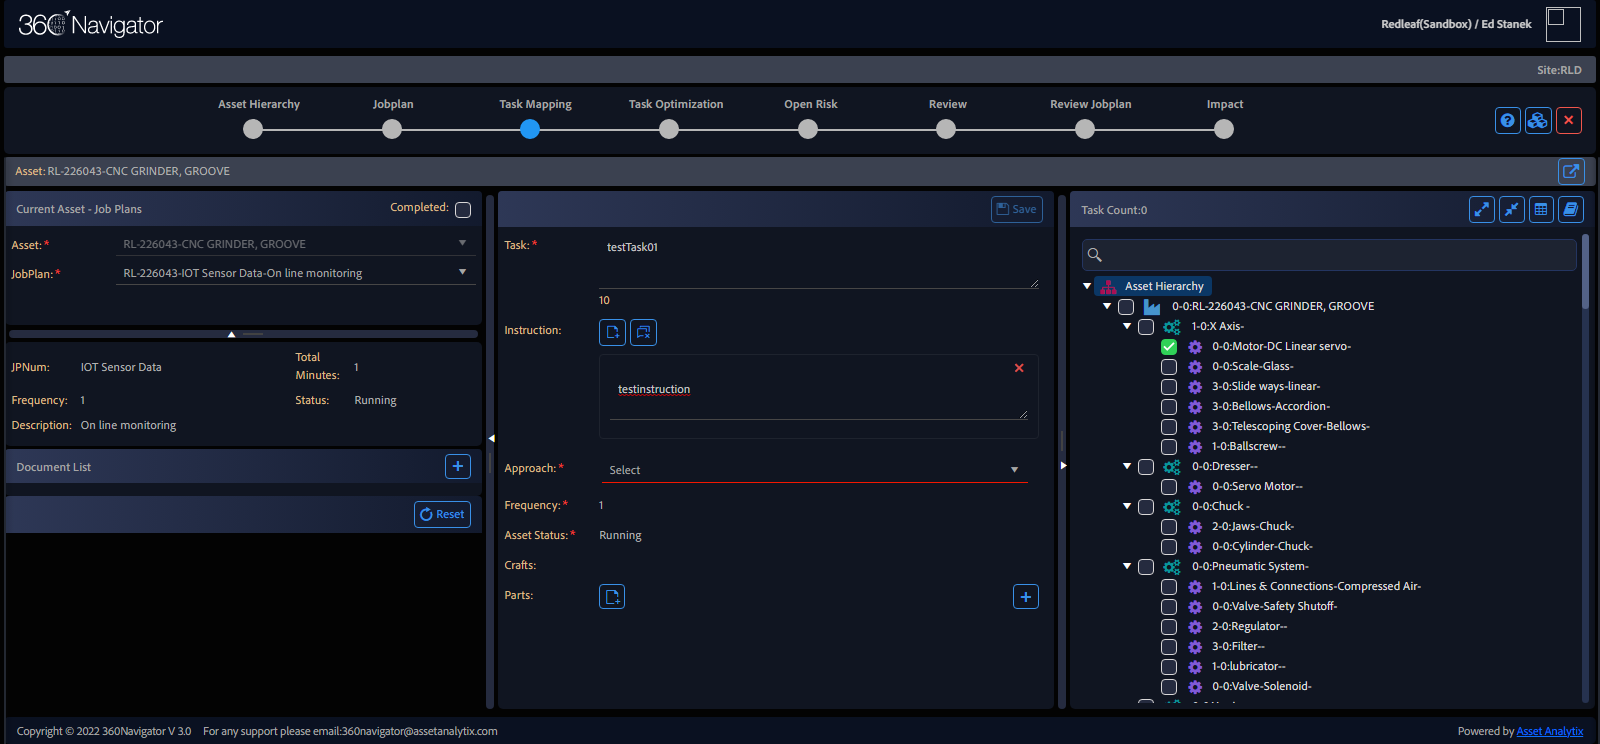 360 Navigator
Redleaf(Sandbox) / Ed Stanek
Site:RLD
Asset Hierarchy
Jobplan
Task Mapping
Task Optimization
Open Risk
Review
Review Jobplan
Impact
Asset: RL-226043-CNC GRINDER, GROOVE
Current Asset - Job Plans
Completed:
Asset:*
RL-226043-CNC GRINDER, GROOVE
JobPlan:*
RL-226043-IOT Sensor Data-On line monitoring
JPNum:
IOT Sensor Data
Total
Minutes:
1
Frequency:
1
Status:
Running
Description:
On line monitoring
Document List
Reset
Save
Task:*
testTask01
10
Instruction:
testinstruction
Approach:*
Select
Frequency:*
1
Asset Status:*
Running
Crafts:
Parts:
Task Count:0
Asset Hierarchy
0-0:RL-226043-CNC GRINDER, GROOVE
1-0:X Axis-
0-0:Motor-DC Linear servo-
0-0:Scale-Glass-
3-0:Slide ways-linear-
3-0:Bellows-Accordion-
3-0:Telescoping Cover-Bellows-
1-0:Ballscrew--
0-0:Dresser--
0-0:Servo Motor--
0-0:Chuck -
2-0:Jaws-Chuck-
0-0:Cylinder-Chuck-
0-0:Pneumatic System-
1-0:Lines & Connections-Compressed Air-
0-0:Valve-Safety Shutoff-
2-0:Regulator--
3-0:Filter--
1-0:lubricator--
0-0:Valve-Solenoid-
Copyright © 2022 360Navigator V 3.0
For any support please email:360navigator@assetanalytix.com
Powered by Asset Analytix